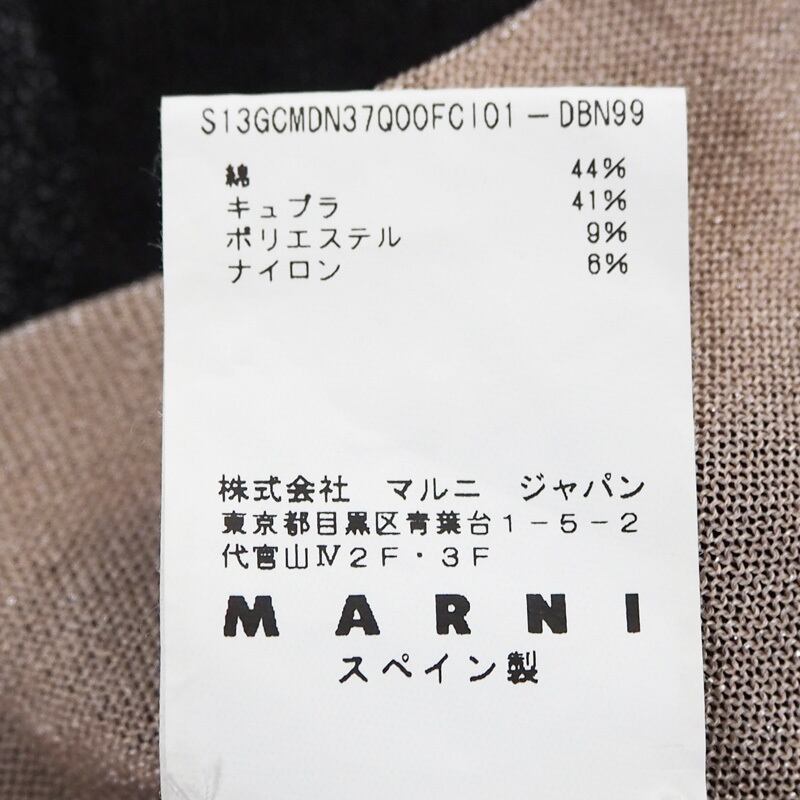 S13GCMDN37Q00FCI01-DBN99
綿 44%
キュプラ 41%
ポリエステル 9%
ナイロン 6%
株式会社 マルニ ジャパン
東京都目黒区青葉台1-5-2
代官山Ⅳ2F・3F
MARNI
スペイン製